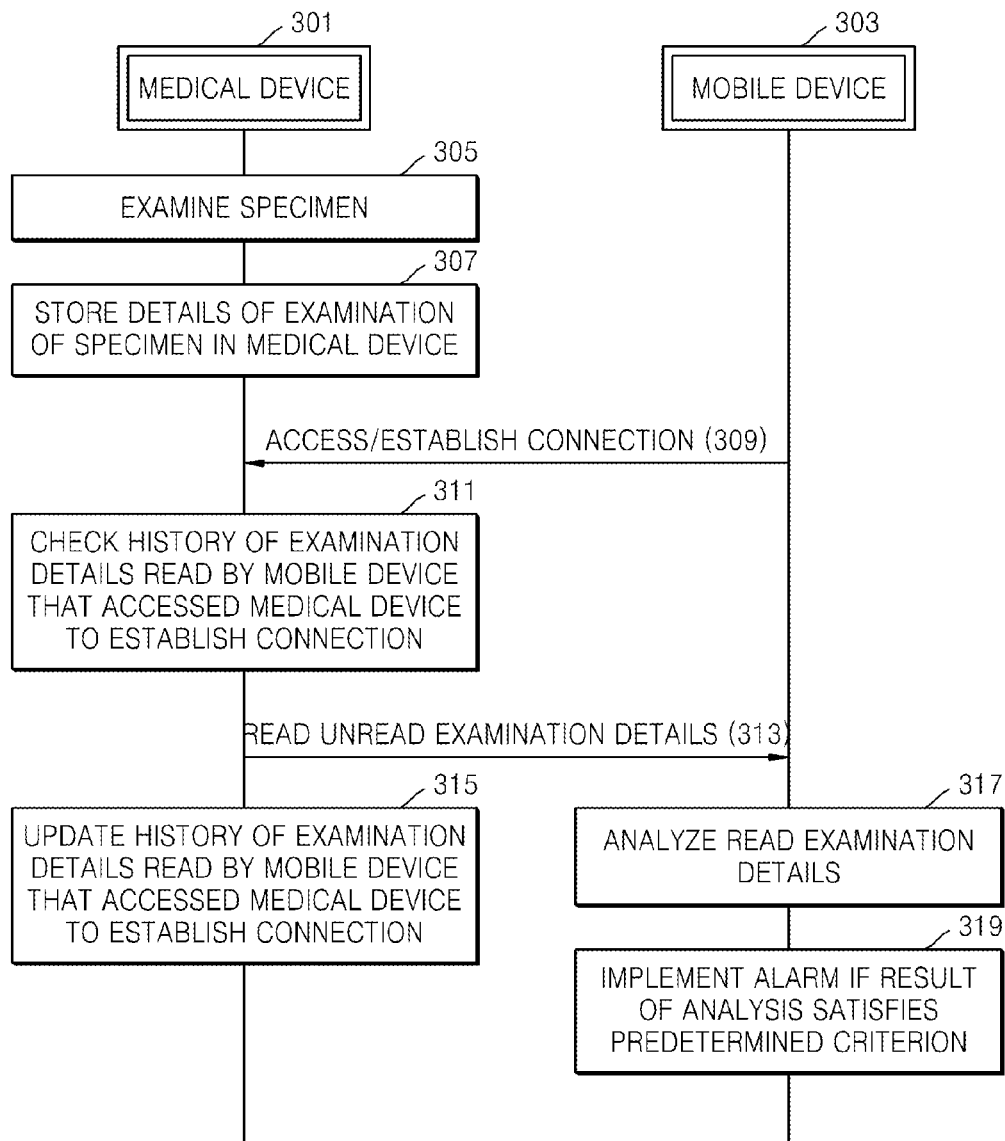 301
303
MEDICAL DEVICE
MOBILE DEVICE
305
EXAMINE SPECIMEN
307
STORE DETAILS OF EXAMINATION
OF SPECIMEN IN MEDICAL DEVICE
ACCESS/ESTABLISH CONNECTION (309)
311
CHECK HISTORY OF EXAMINATION
DETAILS READ BY MOBILE DEVICE
THAT ACCESSED MEDICAL DEVICE
TO ESTABLISH CONNECTION
READ UNREAD EXAMINATION DETAILS (313)
315
UPDATE HISTORY OF EXAMINATION
DETAILS READ BY MOBILE DEVICE
THAT ACCESSED MEDICAL DEVICE
TO ESTABLISH CONNECTION
317
ANALYZE READ EXAMINATION
DETAILS
319
IMPLEMENT ALARM IF RESULT
OF ANALYSIS SATISFIES
PREDETERMINED CRITERION